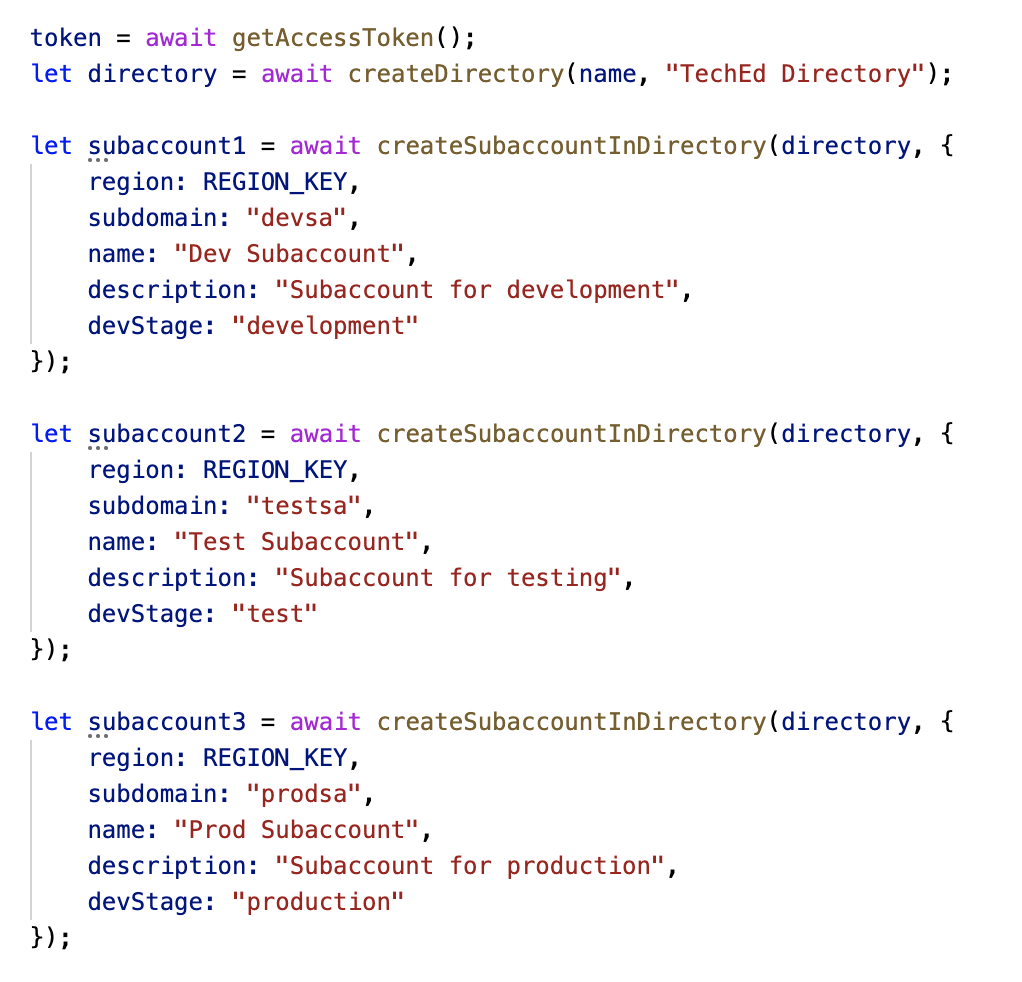 token = await getAccessToken();
let directory = await createDirectory(name, "TechEd Directory");

let subaccount1 = await createSubaccountInDirectory(directory, {
    region: REGION_KEY,
    subdomain: "devsa",
    name: "Dev Subaccount",
    description: "Subaccount for development",
    devStage: "development"
});

let subaccount2 = await createSubaccountInDirectory(directory, {
    region: REGION_KEY,
    subdomain: "testsa",
    name: "Test Subaccount",
    description: "Subaccount for testing",
    devStage: "test"
});

let subaccount3 = await createSubaccountInDirectory(directory, {
    region: REGION_KEY,
    subdomain: "prodsa",
    name: "Prod Subaccount",
    description: "Subaccount for production",
    devStage: "production"
});